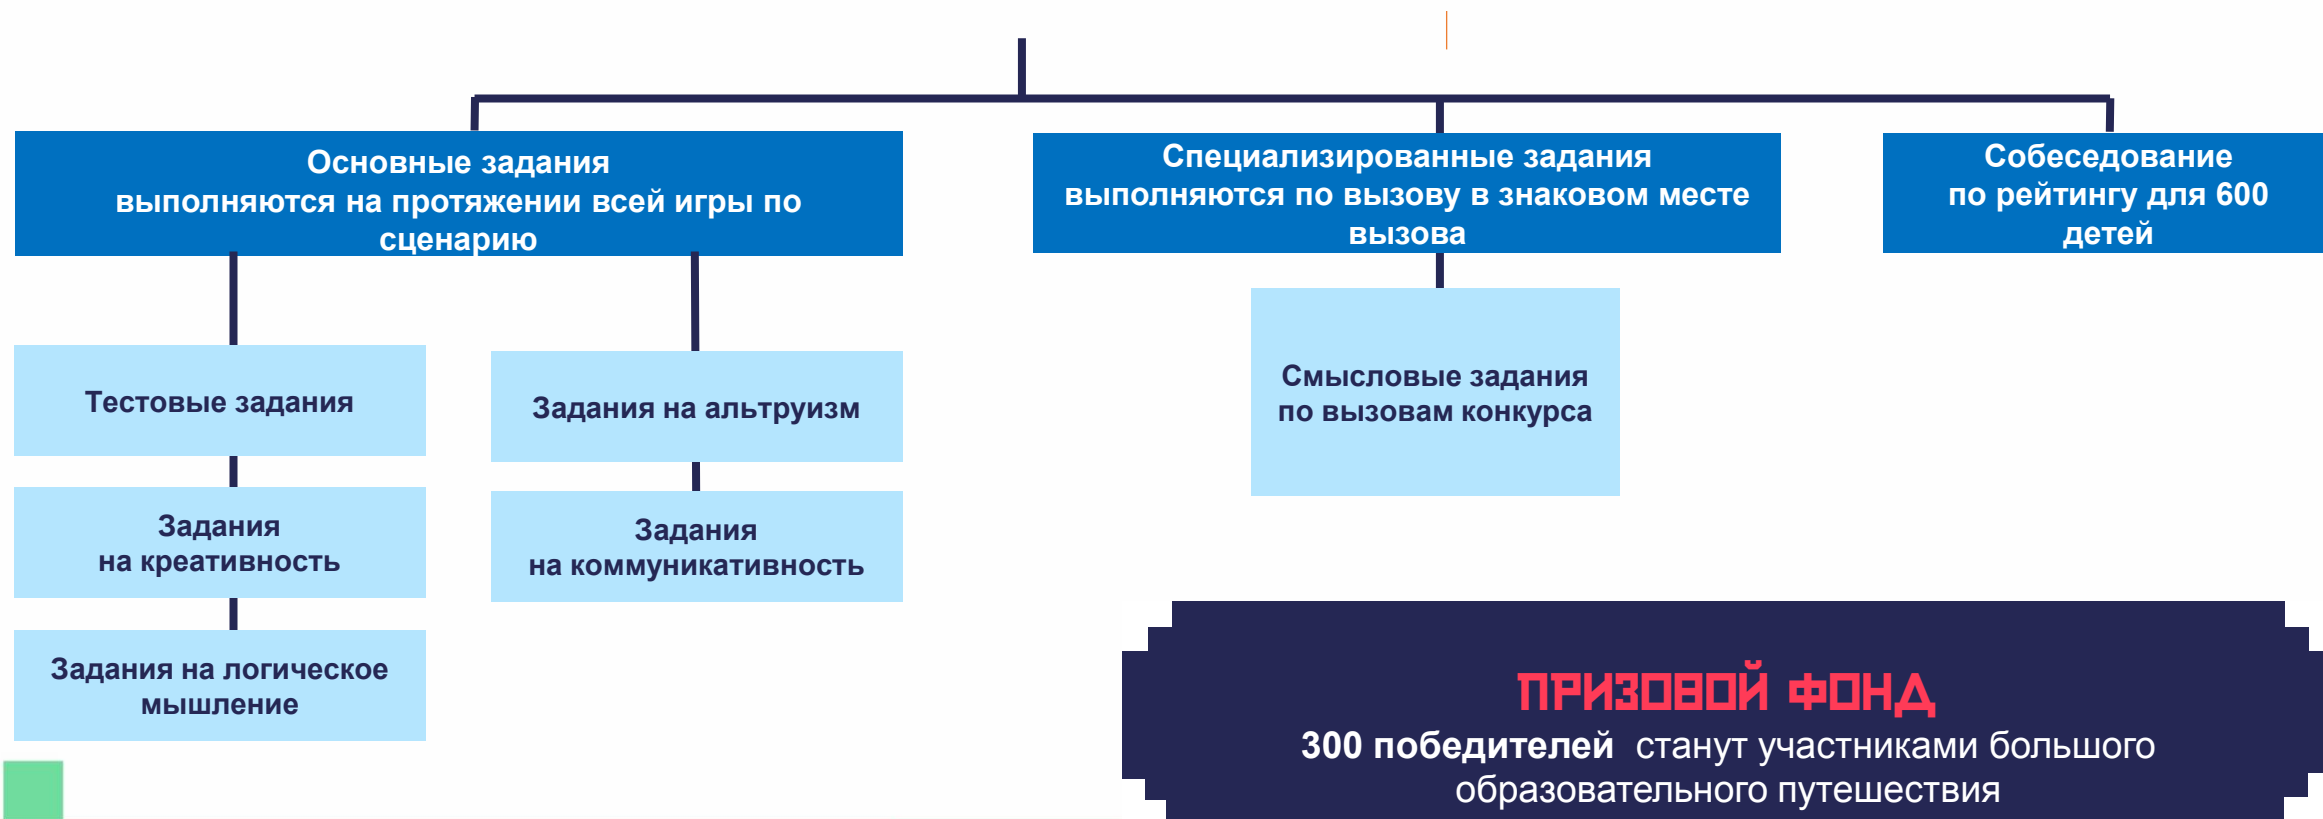 Основные задания
выполняются на протяжении всей игры по
сценарию
Специализированные задания
выполняются по вызову в знаковом месте
вызова
Собеседование
по рейтингу для 600
детей
Тестовые задания
Задания на альтруизм
Смысловые задания
по вызовам конкурса
Задания
на креативность
Задания
на коммуникативность
Задания на логическое
мышление
ПРИЗОВОЙ ФОНД
300 победителей станут участниками большого
образовательного путешествия